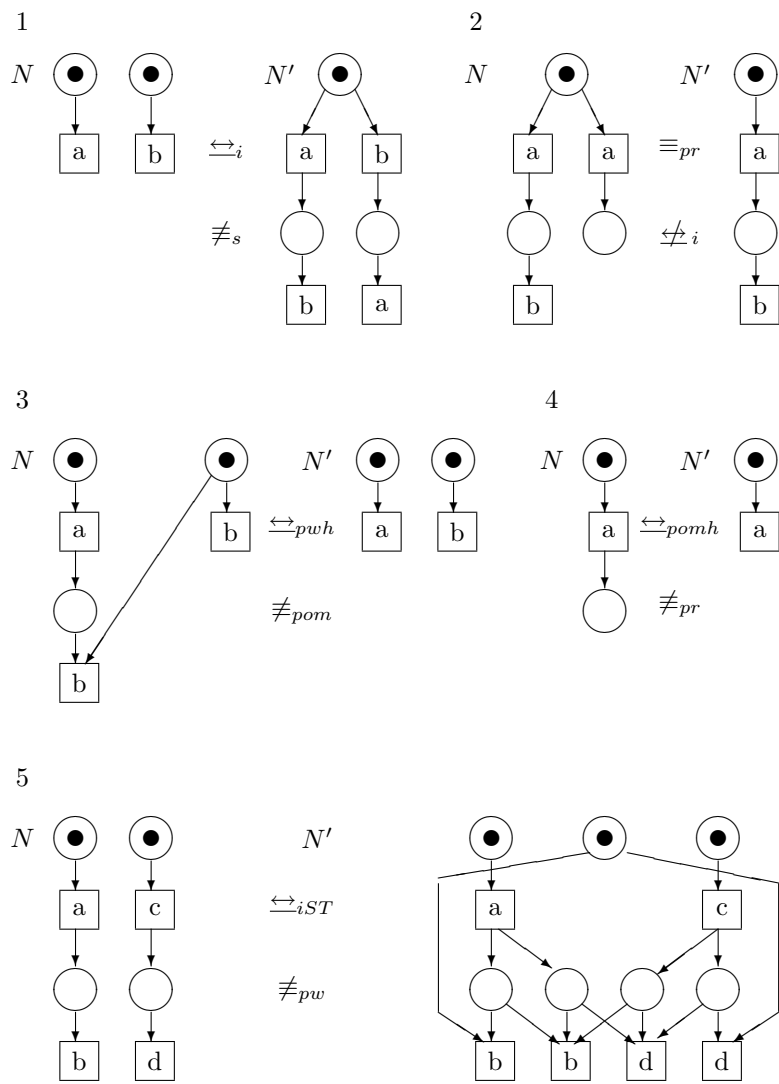 1 2
N N′ N N′
a b ↔i a b a a ≡pr a
≢s ↮i
b a b b
3 4
N N′ N N′
a b ↔pwh a b a ↔pomh a
≢pom ≢pr
b
5
N N′
a c ↔iST a c
≢pw
b d b b d d